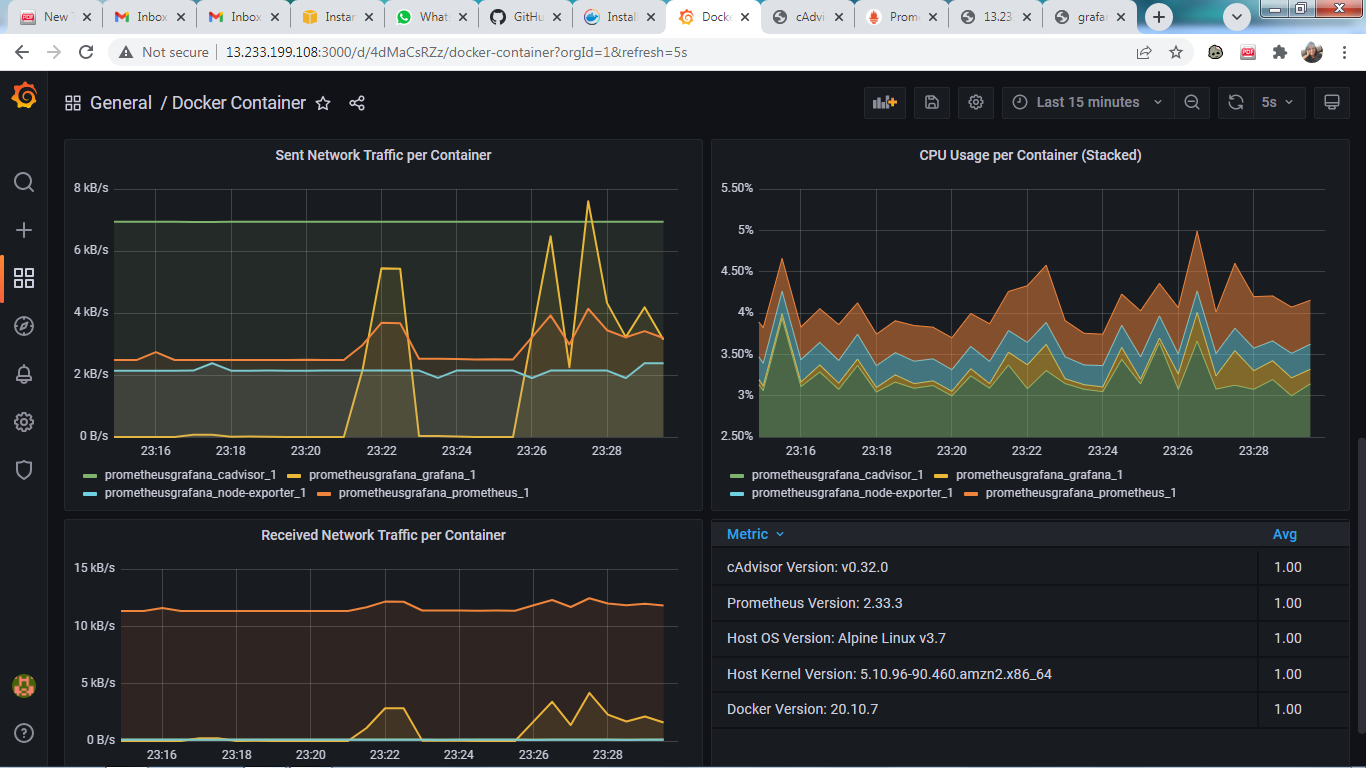 New T
Inbox
Inbox
Instar
Whats
GitHu
Install
Docke
cAdvi
Prom
13.23
grafa
Not secure
13.233.199.108:3000/d/4dMaCsRZz/docker-container?orgId=1&refresh=5s
General / Docker Container
Last 15 minutes
5s
Sent Network Traffic per Container
8 kB/s
6 kB/s
4 kB/s
2 kB/s
0 B/s
23:16 23:18 23:20 23:22 23:24 23:26 23:28
prometheusgrafana_cadvisor_1 prometheusgrafana_grafana_1
prometheusgrafana_node-exporter_1 prometheusgrafana_prometheus_1
CPU Usage per Container (Stacked)
5.50%
5%
4.50%
4%
3.50%
3%
2.50%
23:16 23:18 23:20 23:22 23:24 23:26 23:28
prometheusgrafana_cadvisor_1 prometheusgrafana_grafana_1
prometheusgrafana_node-exporter_1 prometheusgrafana_prometheus_1
Received Network Traffic per Container
15 kB/s
10 kB/s
5 kB/s
0 B/s
23:16 23:18 23:20 23:22 23:24 23:26 23:28
Metric Avg
cAdvisor Version: v0.32.0 1.00
Prometheus Version: 2.33.3 1.00
Host OS Version: Alpine Linux v3.7 1.00
Host Kernel Version: 5.10.96-90.460.amzn2.x86_64 1.00
Docker Version: 20.10.7 1.00